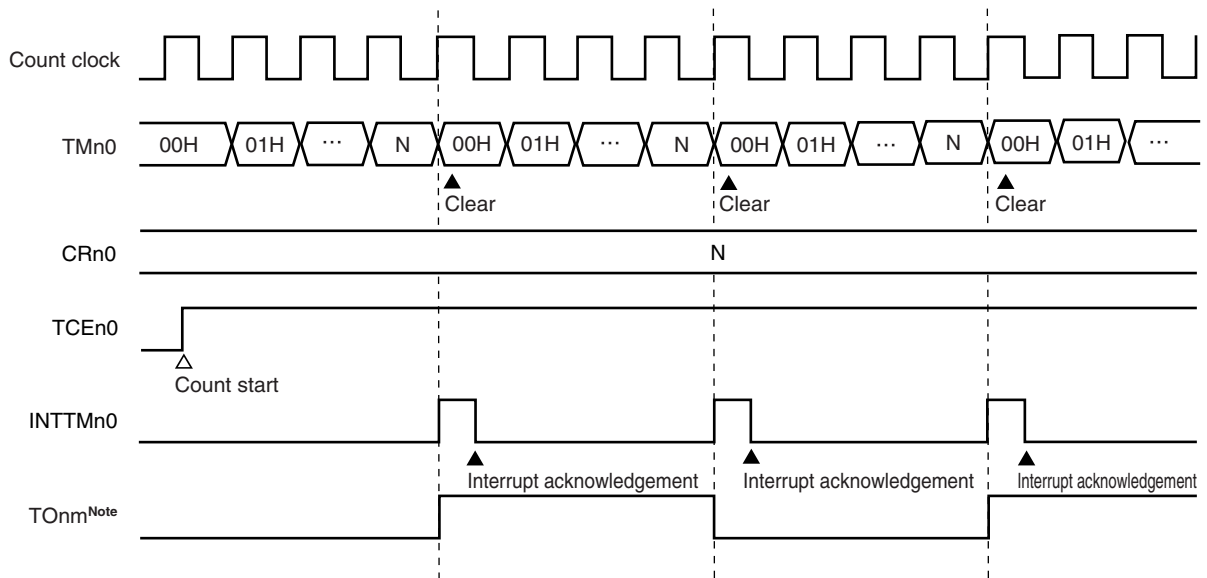 Count clock
TMn0
00H 01H ... N 00H 01H ... N 00H 01H ... N 00H 01H ...
Clear Clear Clear
CRn0
N
TCEn0
Count start
INTTMn0
Interrupt acknowledgement Interrupt acknowledgement Interrupt acknowledgement
TOnmNote